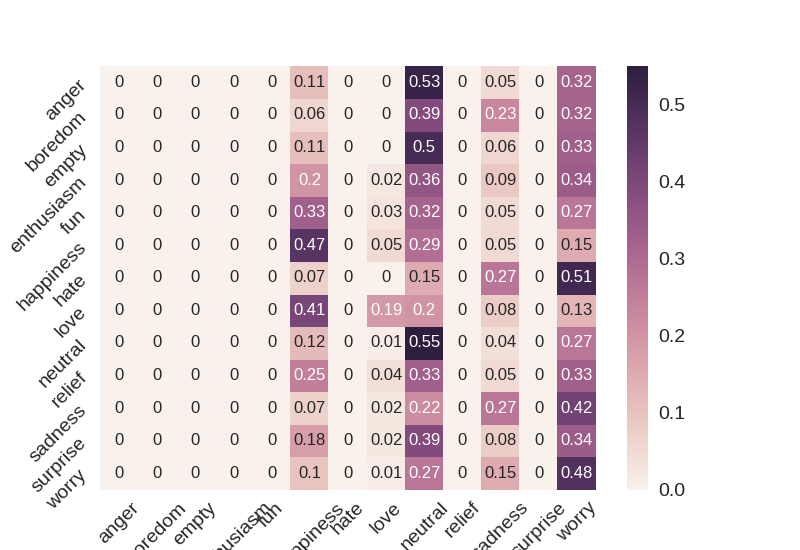 anger 0 0 0 0 0 0.11 0 0 0.53 0 0.05 0 0.32
boredom 0 0 0 0 0 0.06 0 0 0.39 0 0.23 0 0.32
empty 0 0 0 0 0 0.11 0 0 0.5 0 0.06 0 0.33
enthusiasm 0 0 0 0 0 0.2 0 0.02 0.36 0 0.09 0 0.34
fun 0 0 0 0 0 0.33 0 0.03 0.32 0 0.05 0 0.27
happiness 0 0 0 0 0 0.47 0 0.05 0.29 0 0.05 0 0.15
hate 0 0 0 0 0 0.07 0 0 0.15 0 0.27 0 0.51
love 0 0 0 0 0 0.41 0 0.19 0.2 0 0.08 0 0.13
neutral 0 0 0 0 0 0.12 0 0.01 0.55 0 0.04 0 0.27
relief 0 0 0 0 0 0.25 0 0.04 0.33 0 0.05 0 0.33
sadness 0 0 0 0 0 0.07 0 0.02 0.22 0 0.27 0 0.42
surprise 0 0 0 0 0 0.18 0 0.02 0.39 0 0.08 0 0.34
worry 0 0 0 0 0 0.1 0 0.01 0.27 0 0.15 0 0.48
anger oredom empty husiasm fun ppiness hate love neutral relief sadness surprise worry
0.5
0.4
0.3
0.2
0.1
0.0